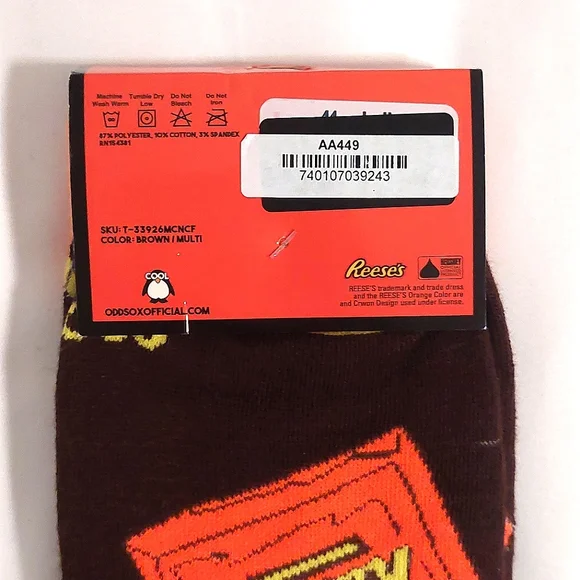 Machine Wash Warm
Tumble Dry Low
Do Not Bleach
Do Not Iron
87% POLYESTER, 10% COTTON, 3% SPANDEX
RN154381
AA449
740107039243
SKU: T-33926MCNCF
COLOR: BROWN / MULTI
COOL
ODDSOXOFFICIAL.COM
Reese's
HERSHEY
REESE'S trademark and trade dress
and the REESE'S Orange Color are
and Crwon Design used under license.